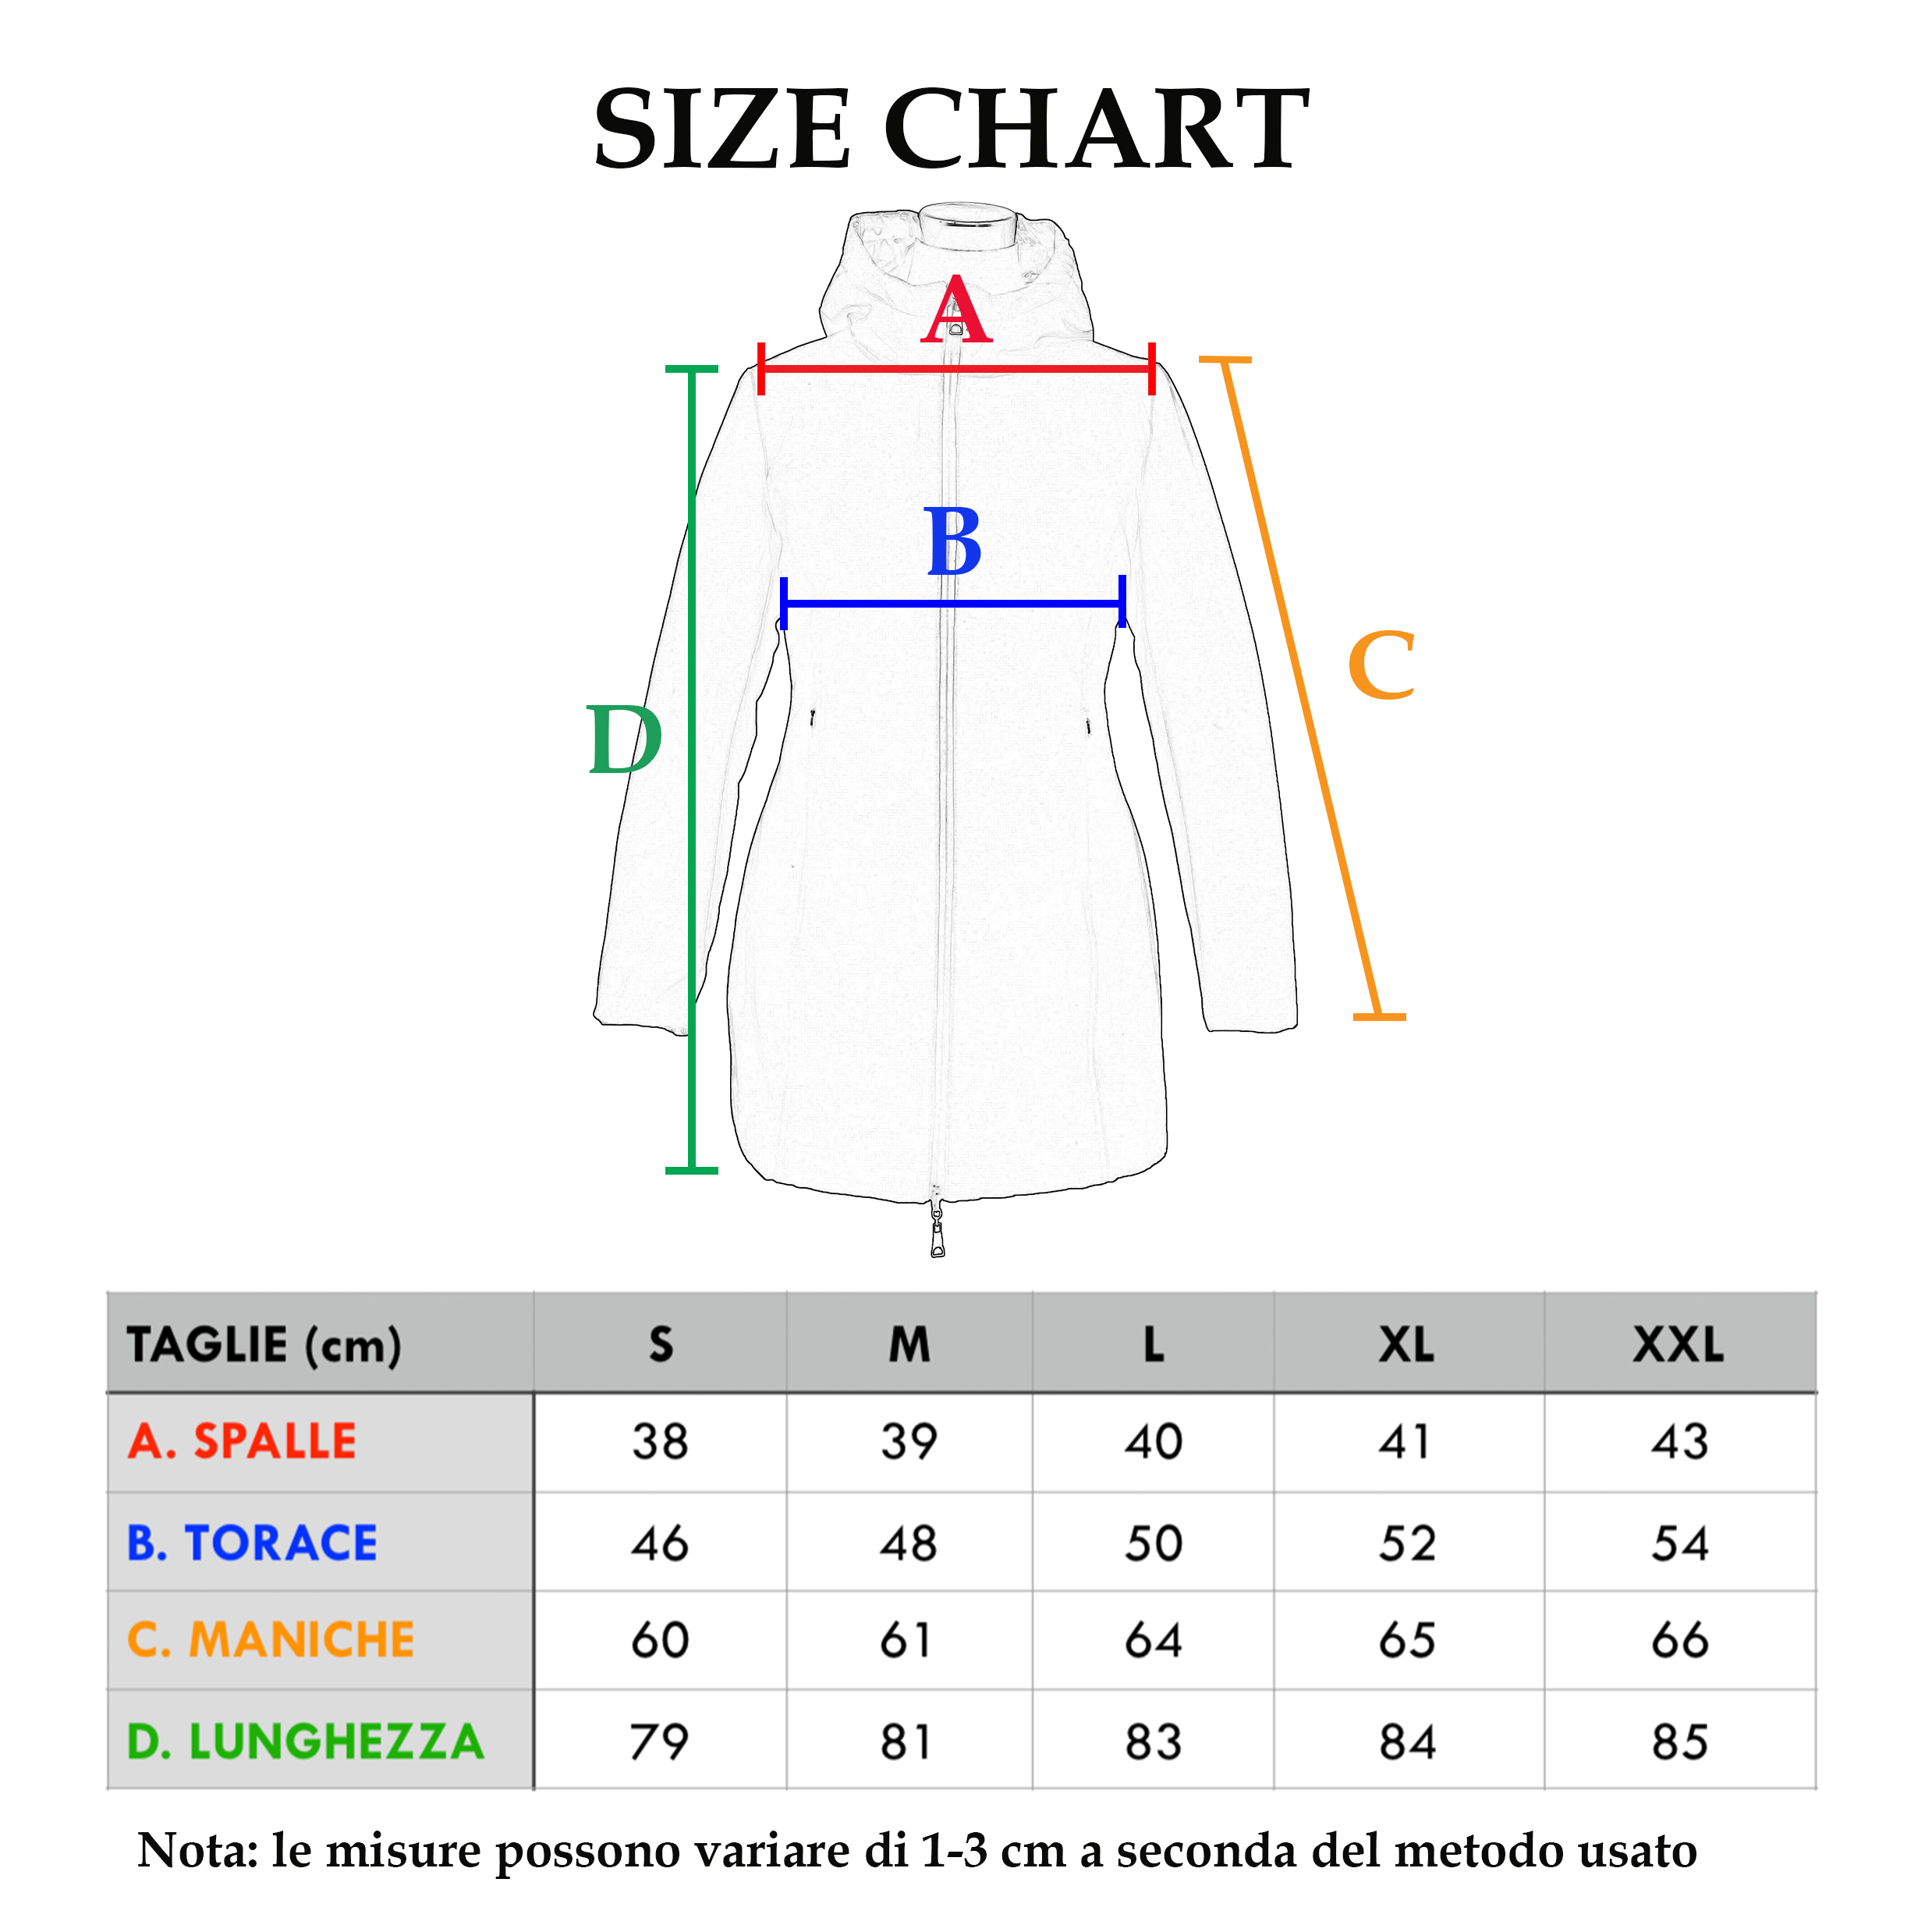 SIZE CHART
A
B
C
D
TAGLIE (cm) S M L XL XXL
A. SPALLE 38 39 40 41 43
B. TORACE 46 48 50 52 54
C. MANICHE 60 61 64 65 66
D. LUNGHEZZA 79 81 83 84 85
Nota: le misure possono variare di 1-3 cm a seconda del metodo usato